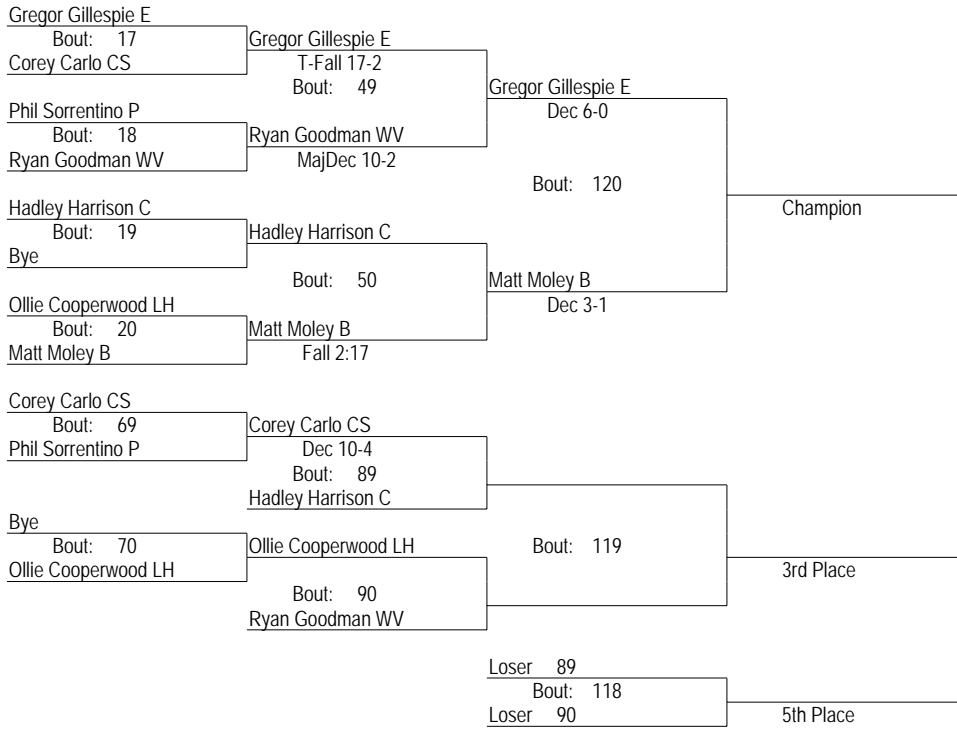 Gregor Gillespie E
Bout: 17
Corey Carlo CS
Gregor Gillespie E
T-Fall 17-2
Bout: 49
Phil Sorrentino P
Bout: 18
Ryan Goodman WV
Ryan Goodman WV
MajDec 10-2
Gregor Gillespie E
Dec 6-0
Bout: 120
Champion
Hadley Harrison C
Bout: 19
Bye
Hadley Harrison C
Bout: 50
Ollie Cooperwood LH
Bout: 20
Matt Moley B
Matt Moley B
Fall 2:17
Matt Moley B
Dec 3-1
Corey Carlo CS
Bout: 69
Phil Sorrentino P
Corey Carlo CS
Dec 10-4
Bout: 89
Hadley Harrison C
Bye
Bout: 70
Ollie Cooperwood LH
Ollie Cooperwood LH
Bout: 90
Ryan Goodman WV
Bout: 119
3rd Place
Loser 89
Bout: 118
Loser 90
5th Place